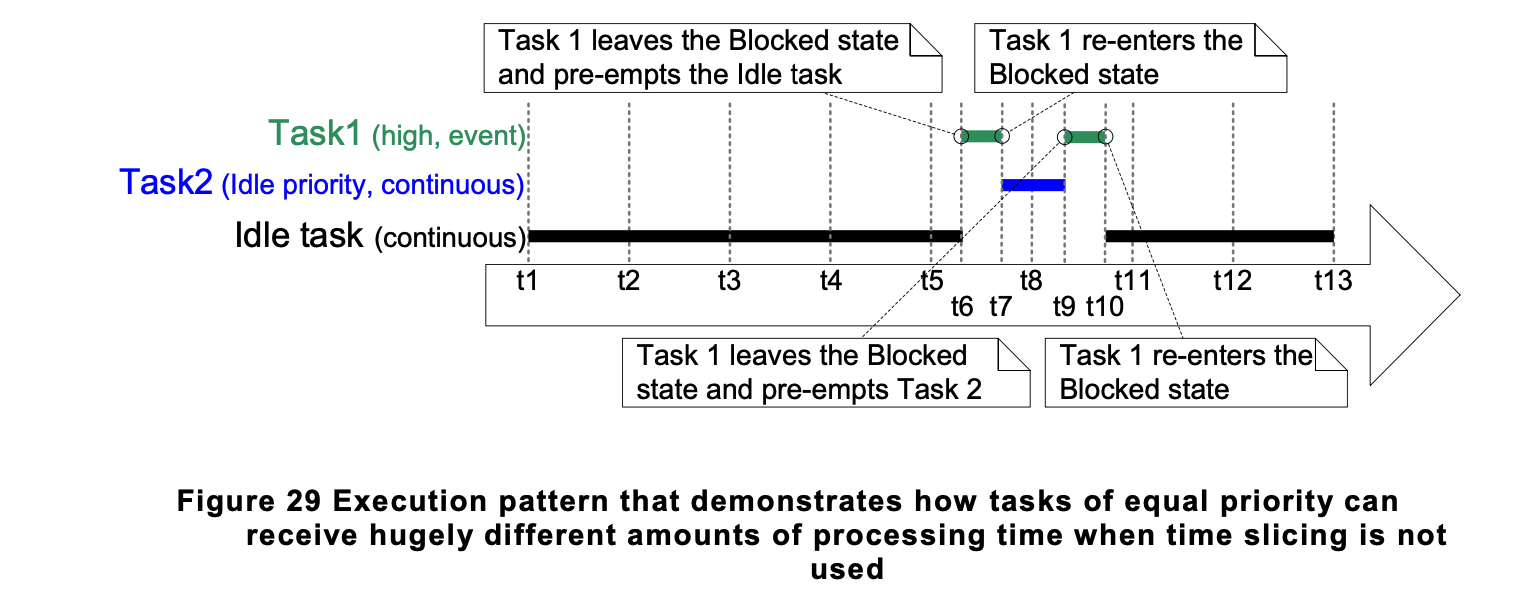 Task 1 leaves the Blocked state
and pre-empts the Idle task
Task 1 re-enters the
Blocked state
Task1 (high, event)
Task2 (Idle priority, continuous)
Idle task (continuous)
t1 t2 t3 t4 t5 t8 t11 t12 t13
t6 t7 t9 t10
Task 1 leaves the Blocked
state and pre-empts Task 2
Task 1 re-enters the
Blocked state
Figure 29 Execution pattern that demonstrates how tasks of equal priority can
receive hugely different amounts of processing time when time slicing is not
used